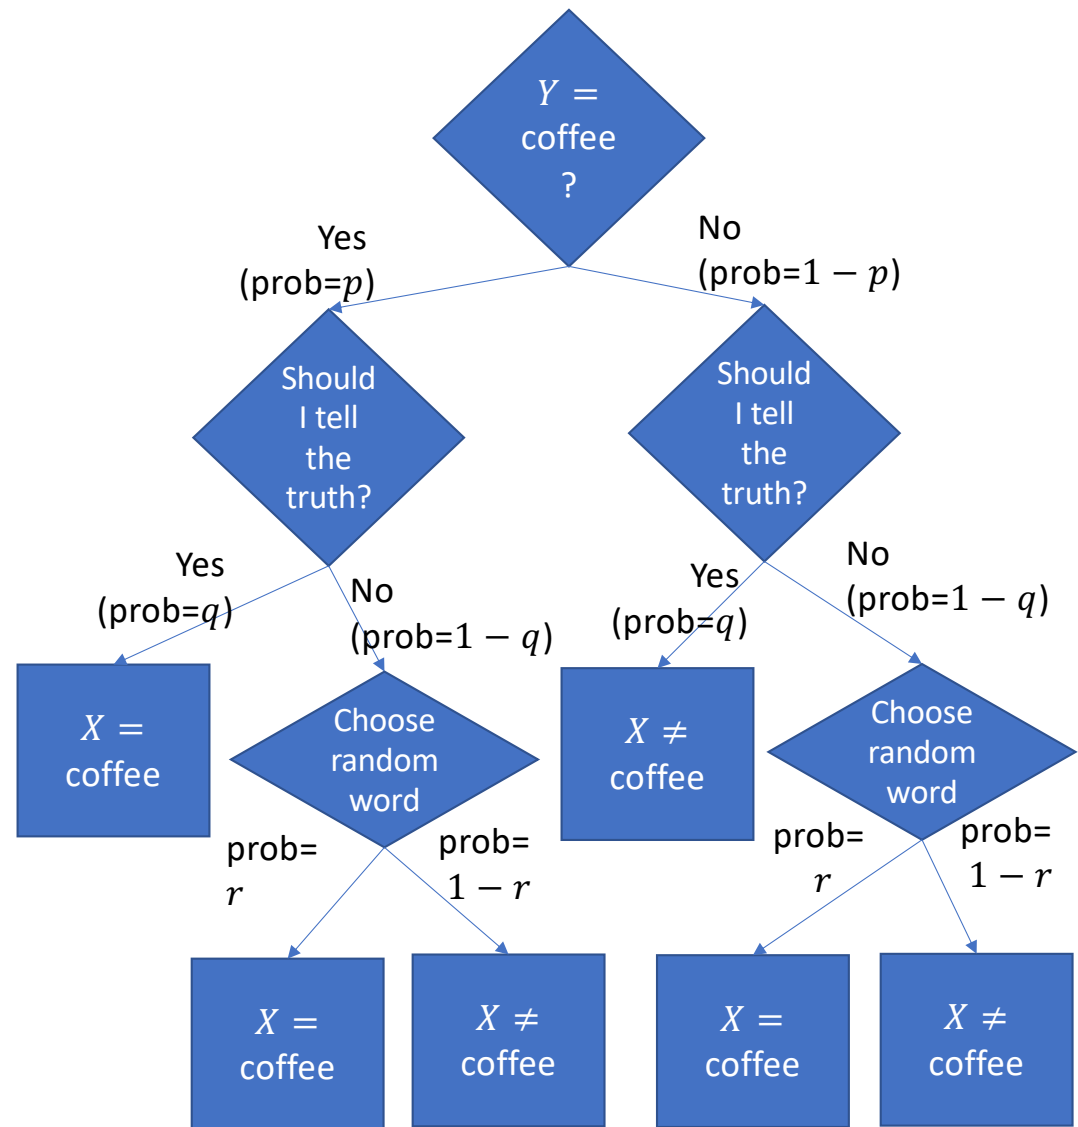 Y =
coffee
?
Yes
(prob=p)
No
(prob=1 − p)
Should
I tell
the
truth?
Should
I tell
the
truth?
Yes
(prob=q)
No
(prob=1 − q)
Yes
(prob=q)
No
(prob=1 − q)
X =
coffee
Choose
random
word
X ≠
coffee
Choose
random
word
prob=
r
prob=
1 − r
prob=
r
prob=
1 − r
X =
coffee
X ≠
coffee
X =
coffee
X ≠
coffee